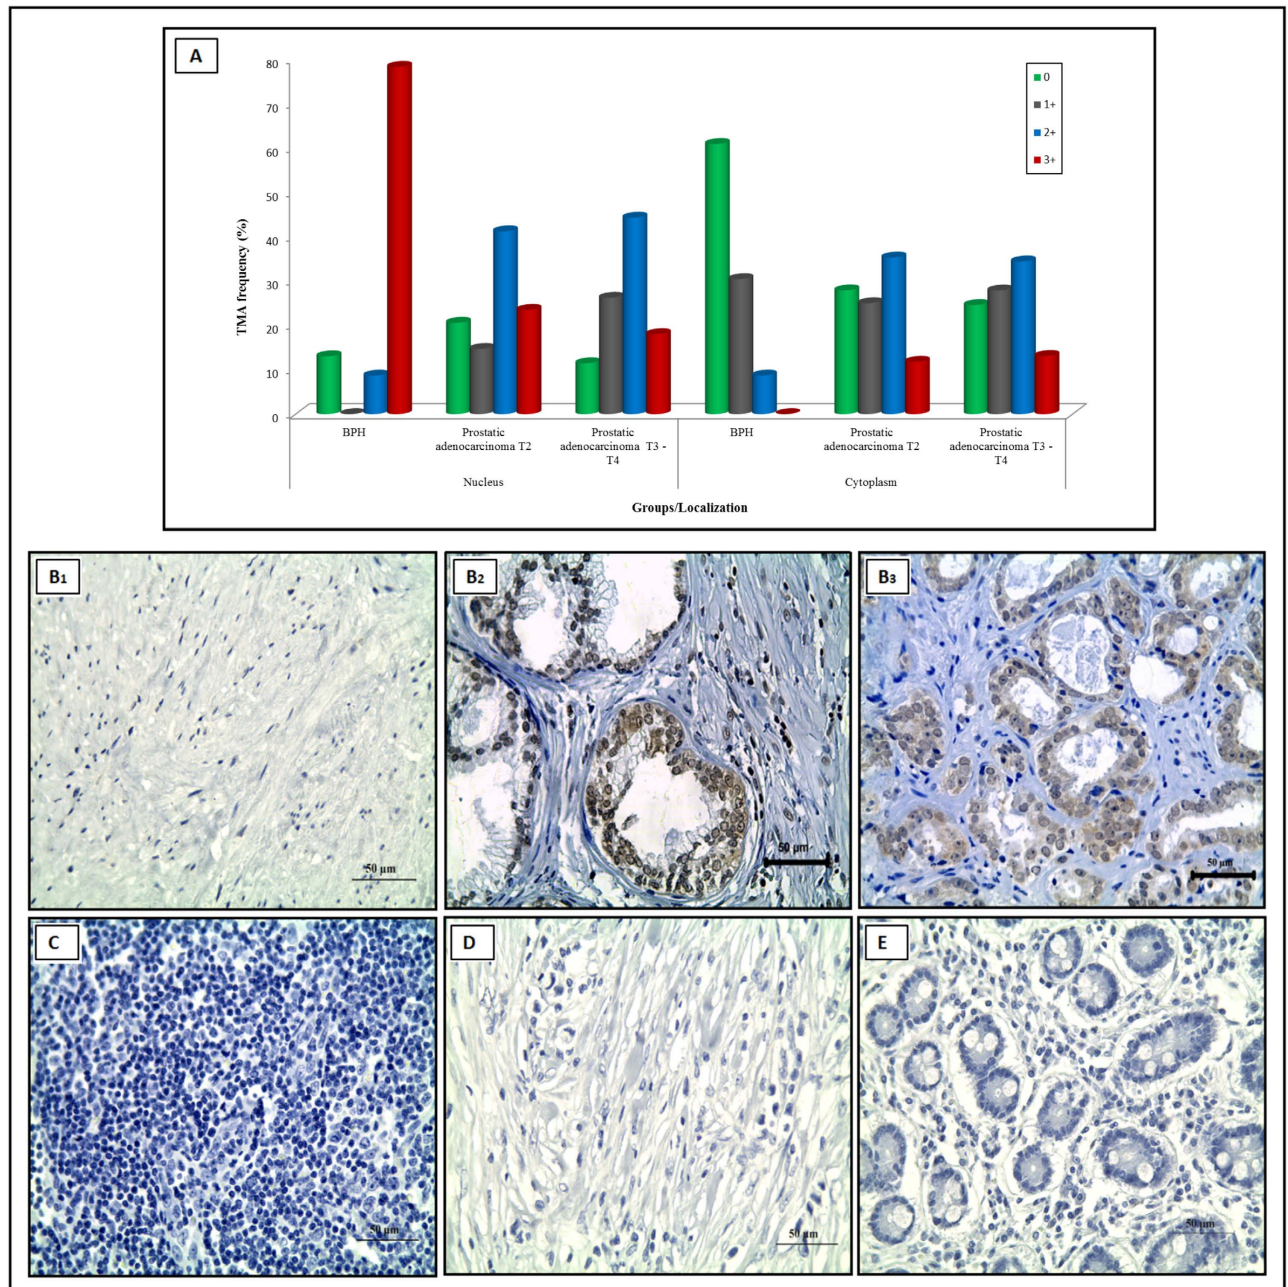 A
80
70
60
50
40
30
20
10
0
TMA frequency (%)
0
1+
2+
3+
BPH
Prostatic
adenocarcinoma T2
Prostatic
adenocarcinoma T3 -
T4
BPH
Prostatic
adenocarcinoma T2
Prostatic
adenocarcinoma T3 -
T4
Nucleus
Cytoplasm
Groups/Localization
B1
50 µm
B2
50 µm
B3
50 µm
C
50 µm
D
50 µm
E
50 µm